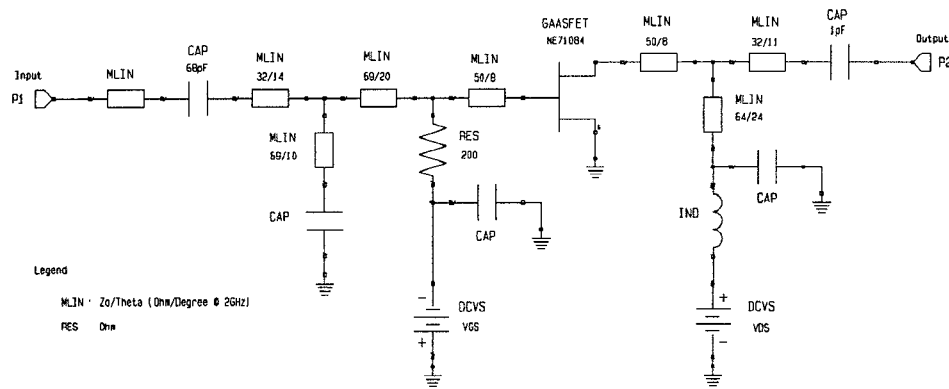 GAASFET
NE71084
CAP
1pF
MLIN
50/8
MLIN
32/11
Output
P2
CAP
68pF
MLIN
32/14
MLIN
69/20
MLIN
50/8
Input
P1
MLIN
MLIN
69/10
RES
200
MLIN
64/24
CAP
CAP
CAP
IND
Legend
MLIN · Zo/Theta (Ohm/Degree @ 2GHz)
RES Ohm
-
DCVS
VGS
+
+
DCVS
VDS
-